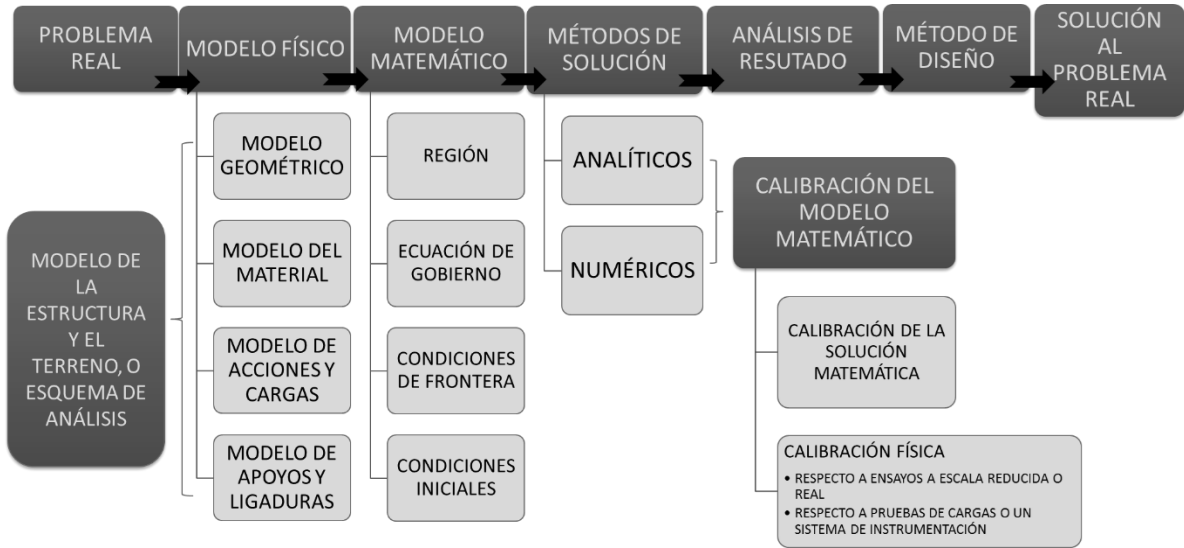 PROBLEMA
REAL
MODELO FÍSICO
MODELO
MATEMÁTICO
MÉTODOS DE
SOLUCIÓN
ANÁLISIS DE
RESUTADO
MÉTODO DE
DISEÑO
SOLUCIÓN
AL
PROBLEMA
REAL
MODELO DE
LA
ESTRUCTURA
Y EL
TERRENO, O
ESQUEMA DE
ANÁLISIS
MODELO
GEOMÉTRICO
MODELO DEL
MATERIAL
MODELO DE
ACCIONES Y
CARGAS
MODELO DE
APOYOS Y
LIGADURAS
REGIÓN
ECUACIÓN DE
GOBIERNO
CONDICIONES
DE FRONTERA
CONDICIONES
INICIALES
ANALÍTICOS
NUMÉRICOS
CALIBRACIÓN DEL
MODELO
MATEMÁTICO
CALIBRACIÓN DE LA
SOLUCIÓN
MATEMÁTICA
CALIBRACIÓN FÍSICA
• RESPECTO A ENSAYOS A ESCALA REDUCIDA O
REAL
• RESPECTO A PRUEBAS DE CARGAS O UN
SISTEMA DE INSTRUMENTACIÓN